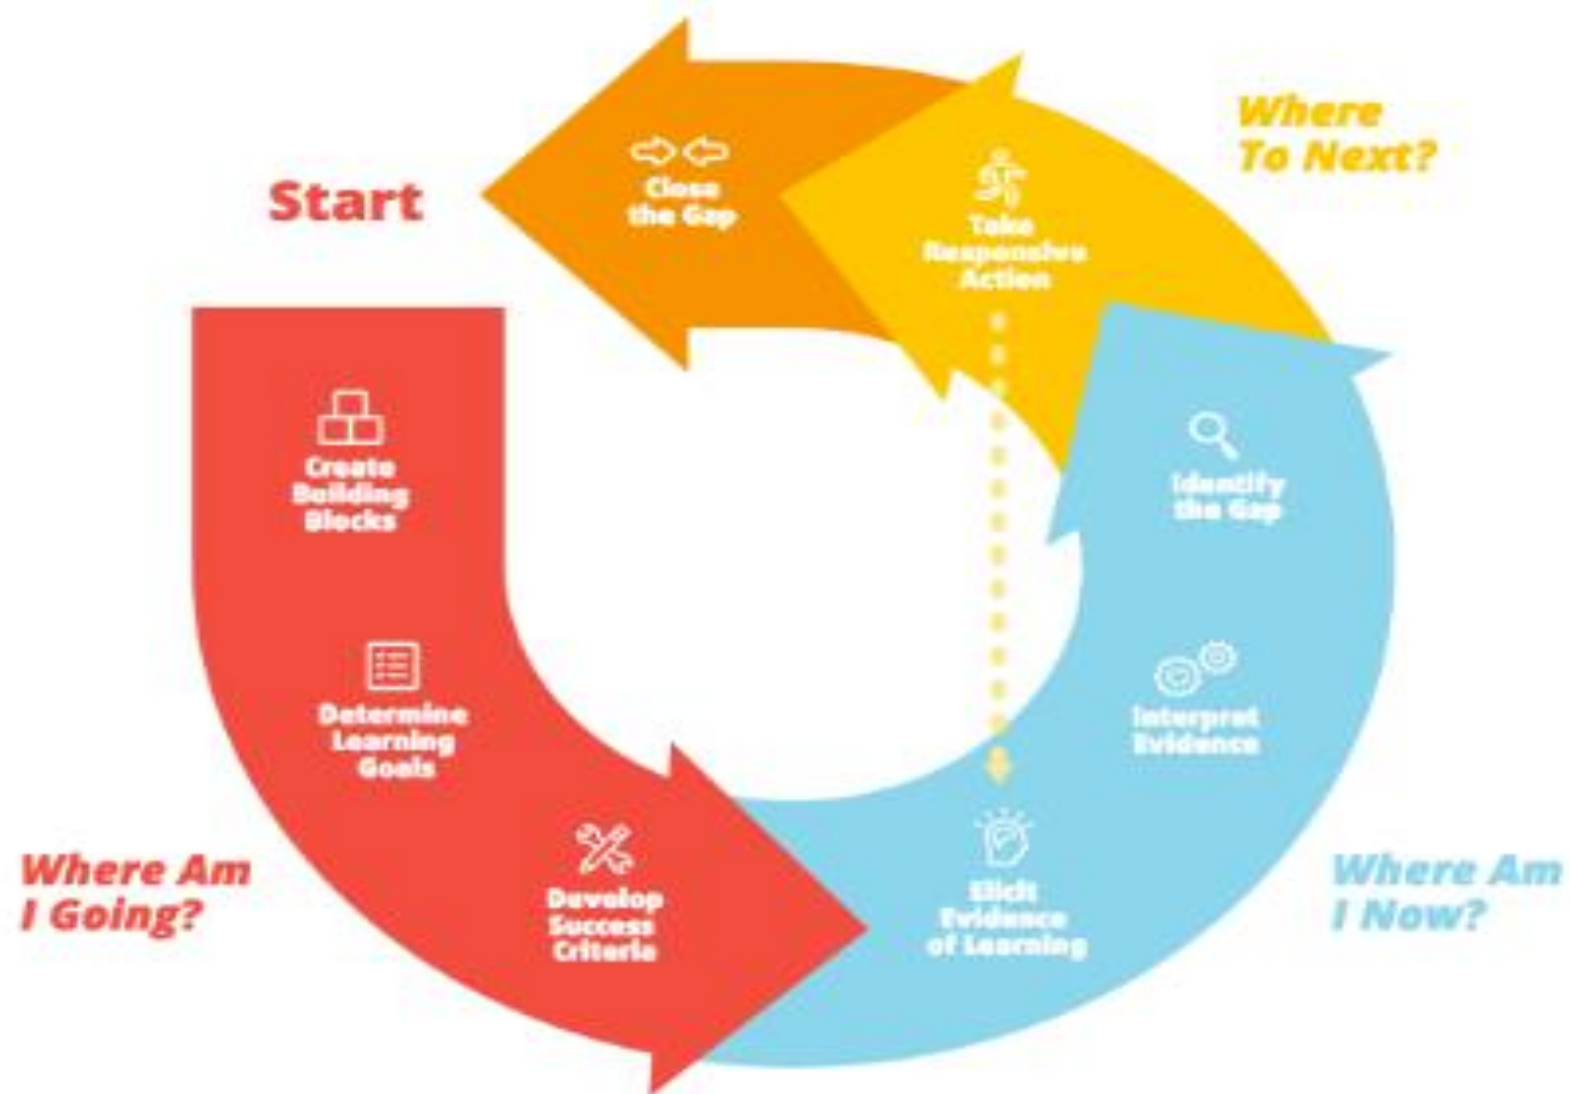 Start
Create
Building
Blocks
Determine
Learning
Goals
Develop
Success
Criteria
Where Am
I Going?
Elicit
Evidence
of Learning
Interpret
Evidence
Identify
the Gap
Where Am
I Now?
Take
Responsive
Action
Where
To Next?
Close
the Gap